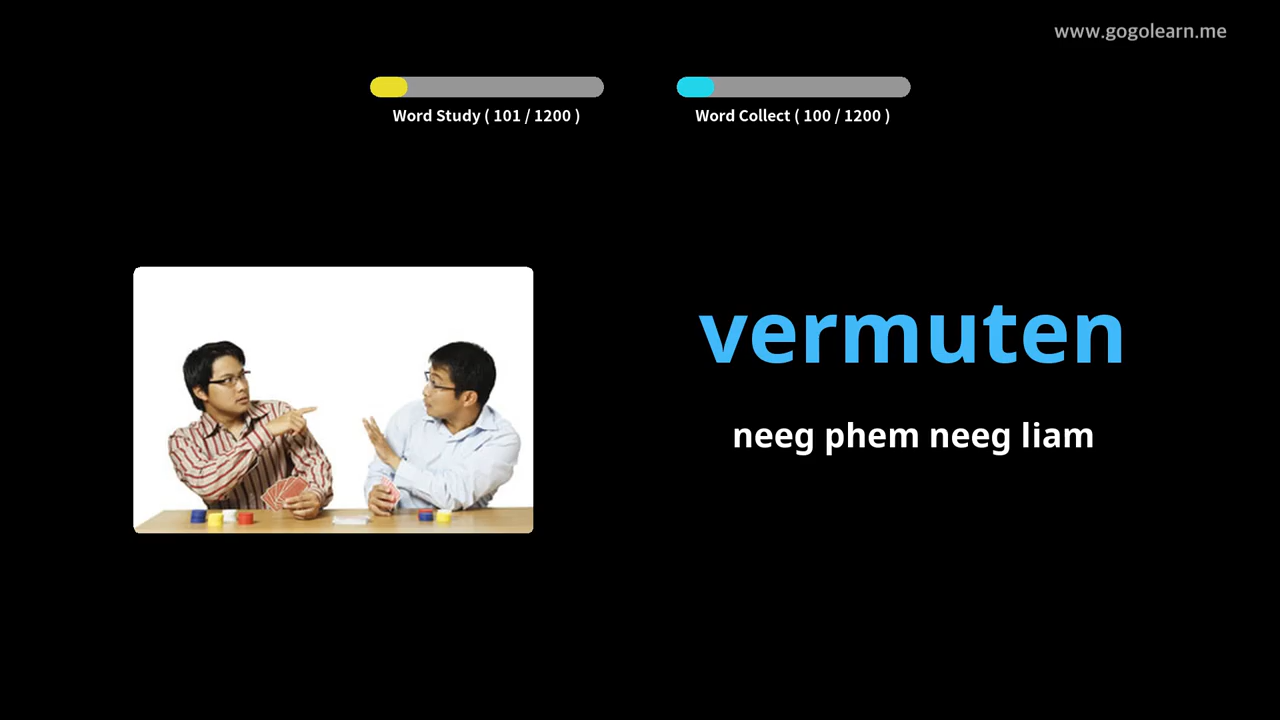 www.gogolearn.me
Word Study ( 101 / 1200 )
Word Collect ( 100 / 1200 )
vermuten
neeg phem neeg liam